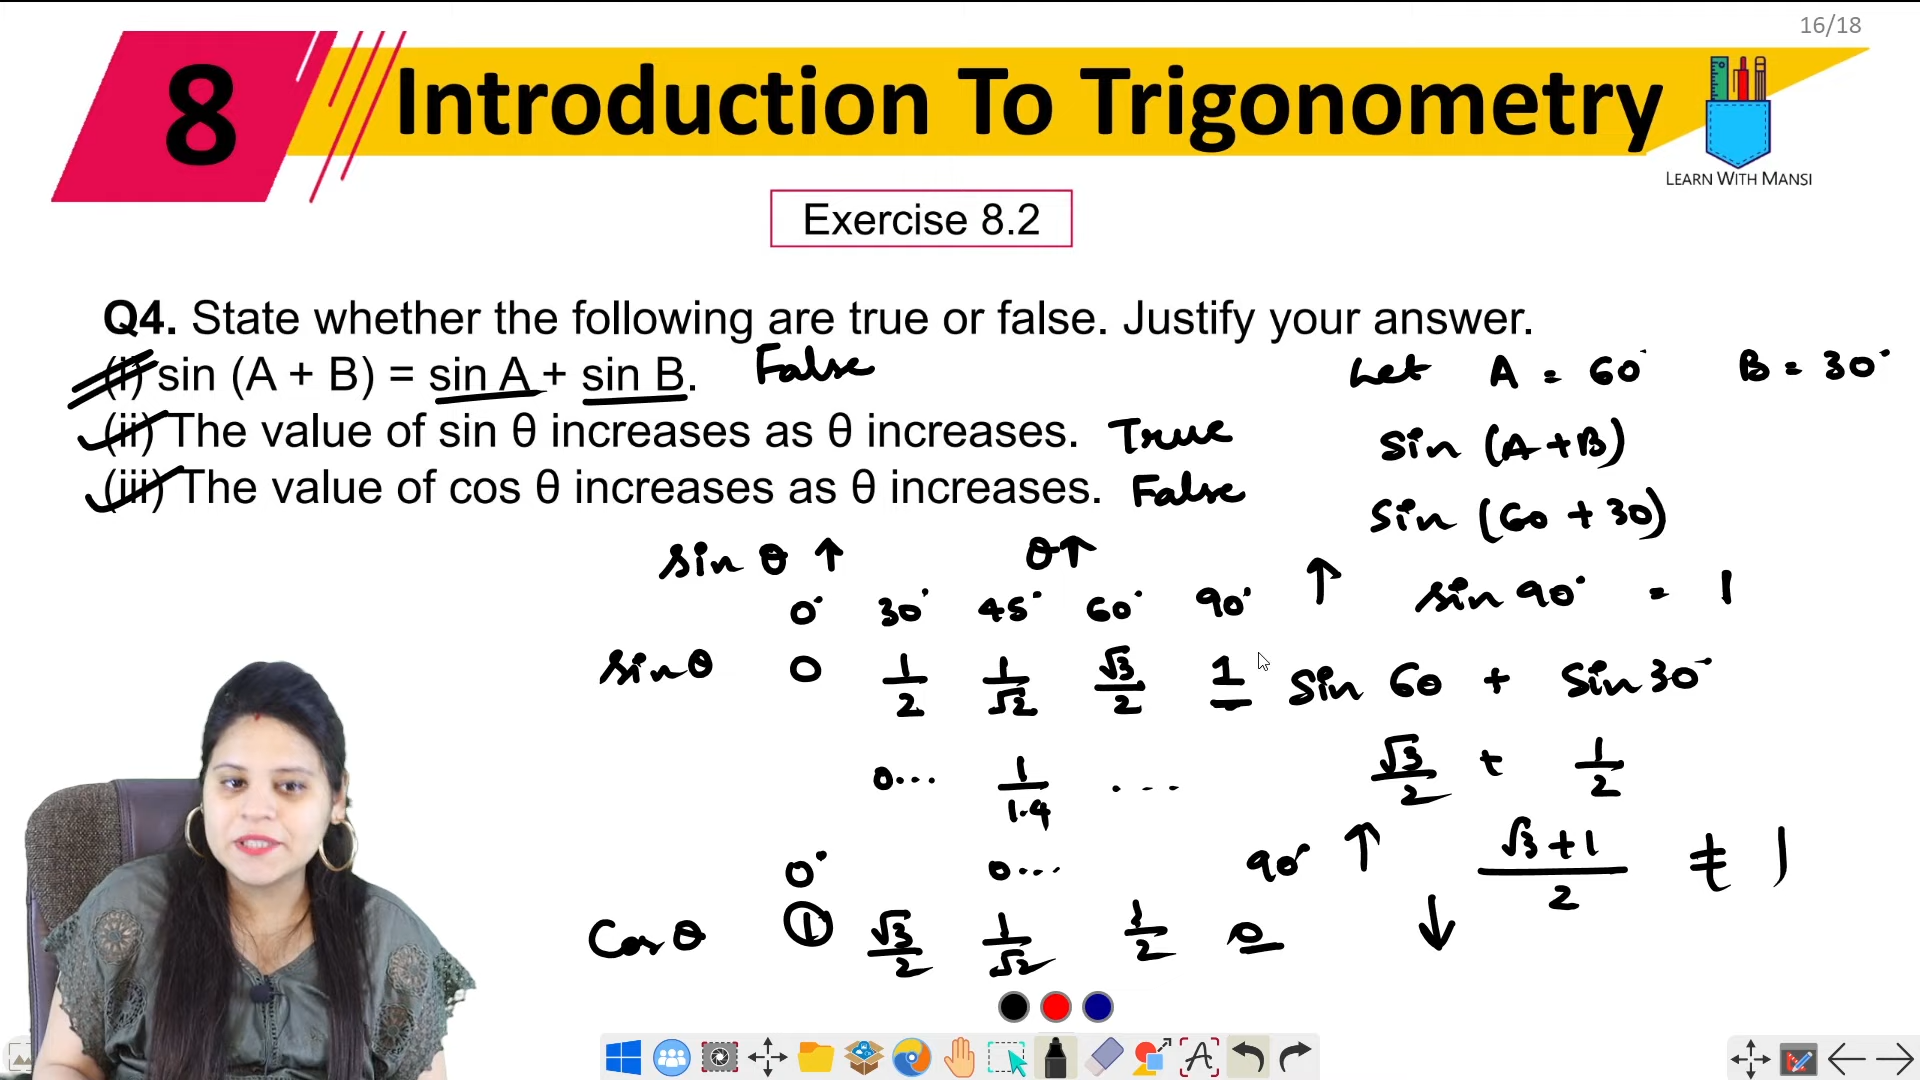 16/18
8 Introduction To Trigonometry
LEARN WITH MANSI
Exercise 8.2
Q4. State whether the following are true or false. Justify your answer.
(i) sin (A + B) = sin A + sin B. False
Let A = 60° B = 30°
(ii) The value of sin θ increases as θ increases. True
sin (A+B)
(iii) The value of cos θ increases as θ increases. False
sin (60 + 30)
sin θ ↑ θ↑
0° 30° 45° 60° 90° ↑
sin 90° = 1
sin θ 0 1/2 1/√2 √3/2 1
sin 60 + sin 30°
0... 1/1.4 ...
√3/2 + 1/2
0° 0... 90° ↑
√3+1/2 ≠ 1
Cos θ 1 √3/2 1/√2 1/2 0 ↓